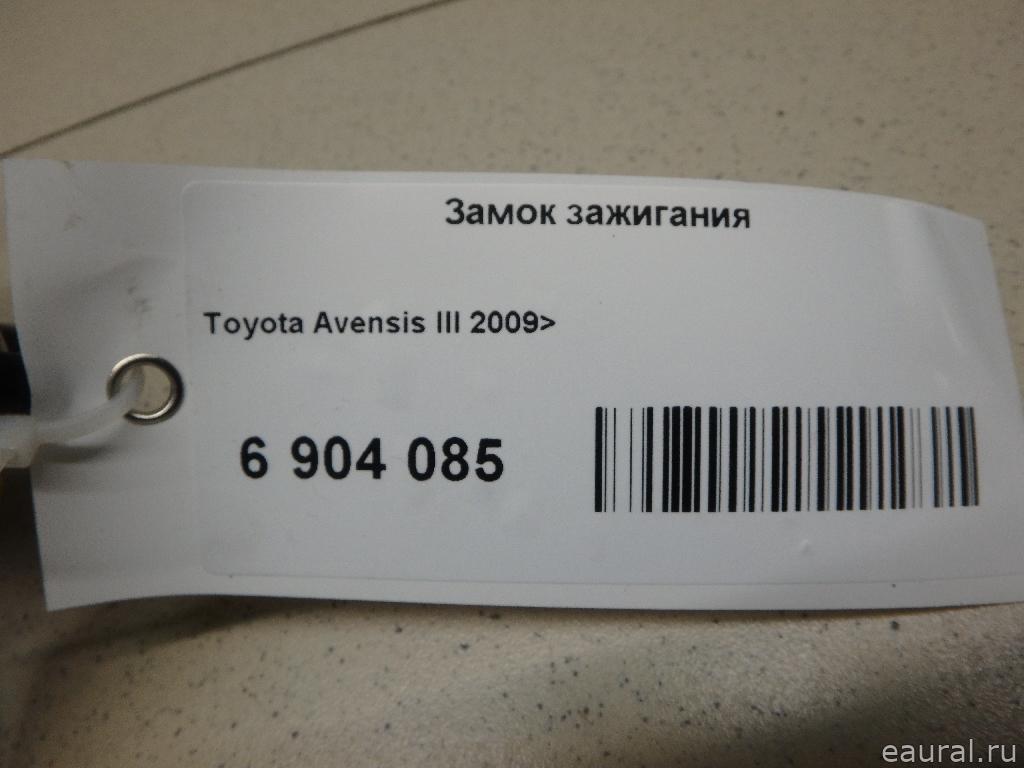 Замок зажигания
Toyota Avensis III 2009>
6 904 085
eaural.ru